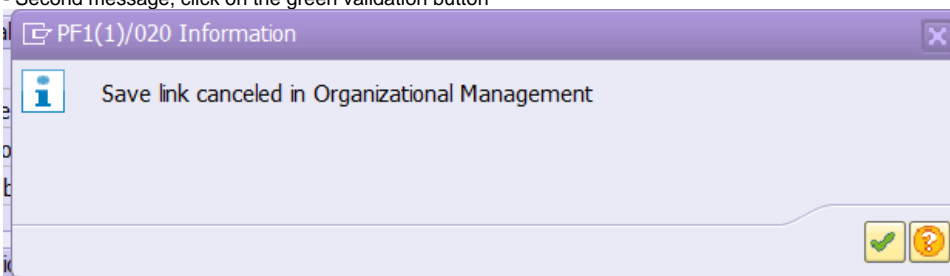 Second message, click on the green validation button
PF1(1)/020 Information
Save link canceled in Organizational Management